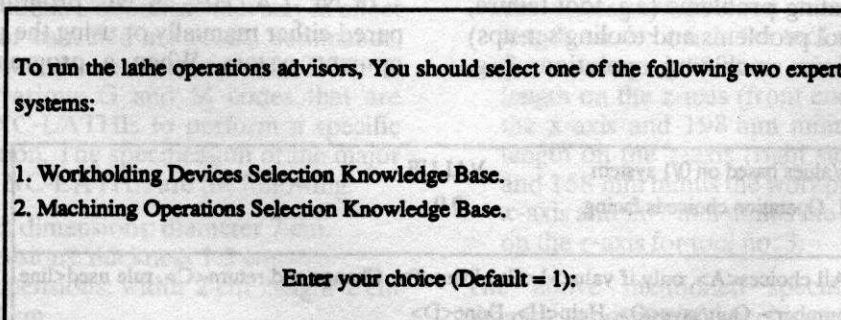 To run the lathe operations advisors, You should select one of the following two expert
systems:
1. Workholding Devices Selection Knowledge Base.
2. Machining Operations Selection Knowledge Base.
Enter your choice (Default = 1):